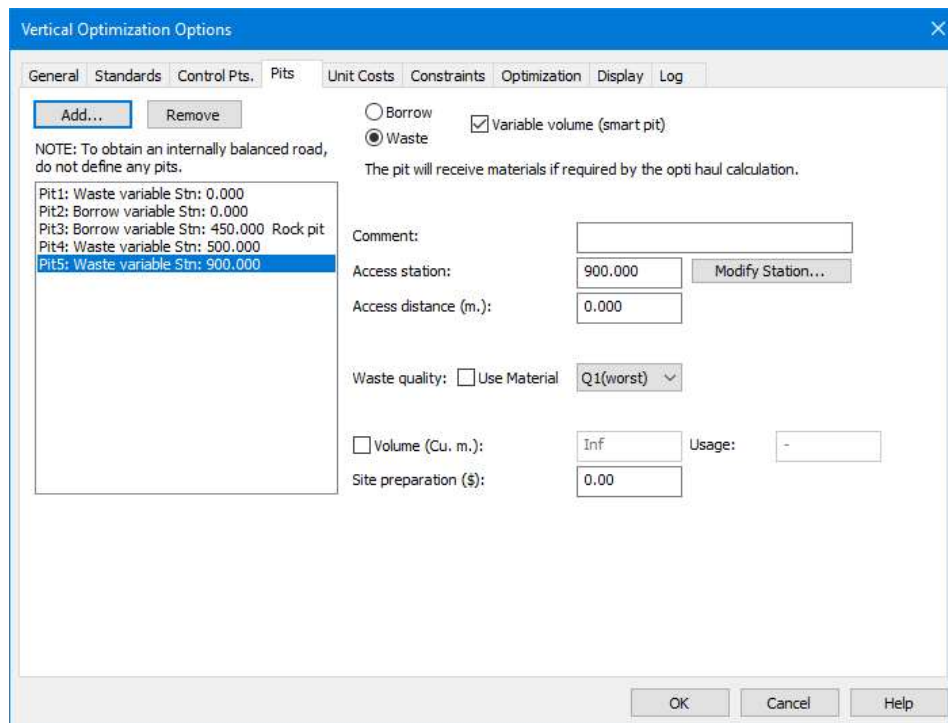 Vertical Optimization Options
General Standards Control Pts. Pits Unit Costs Constraints Optimization Display Log
Add... Remove
NOTE: To obtain an internally balanced road,
do not define any pits.
Pit1: Waste variable Stn: 0.000
Pit2: Borrow variable Stn: 0.000
Pit3: Borrow variable Stn: 450.000 Rock pit
Pit4: Waste variable Stn: 500.000
Pit5: Waste variable Stn: 900.000
Borrow
Waste
Variable volume (smart pit)
The pit will receive materials if required by the opti haul calculation.
Comment:
Access station: 900.000 Modify Station...
Access distance (m.): 0.000
Waste quality: Use Material Q1(worst)
Volume (Cu. m.): Inf Usage: -
Site preparation ($): 0.00
OK Cancel Help